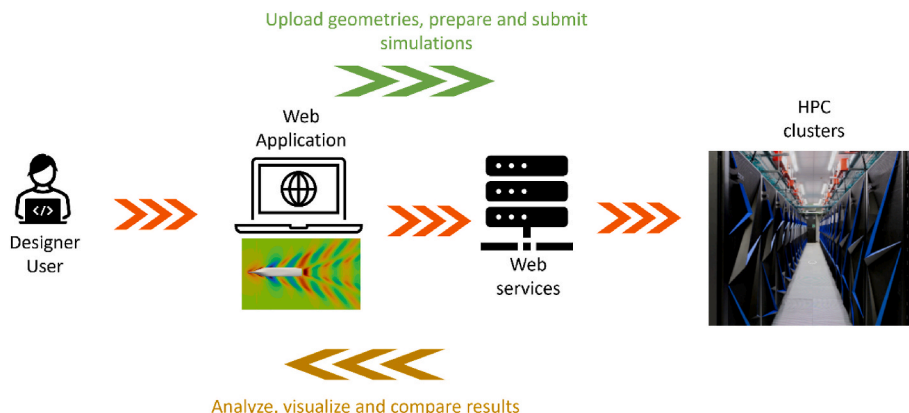 Upload geometries, prepare and submit
simulations
Web
Application
HPC
clusters
</>
Designer
User
Web
services
Analyze, visualize and compare results